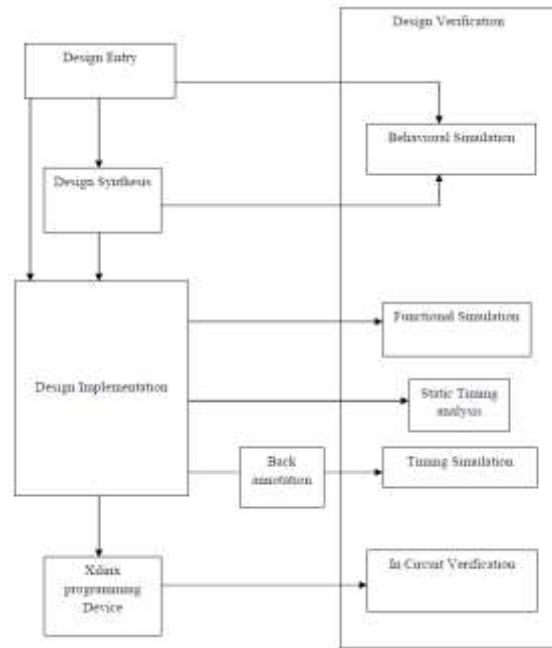 Design Verification
Design Entry
Behavioral Simulation
Design Synthesis
Functional Simulation
Design Implementation
Static Timing
analysis
Back
annotation
Timing Simulation
Xilinx
programming
Device
In Circuit Verification